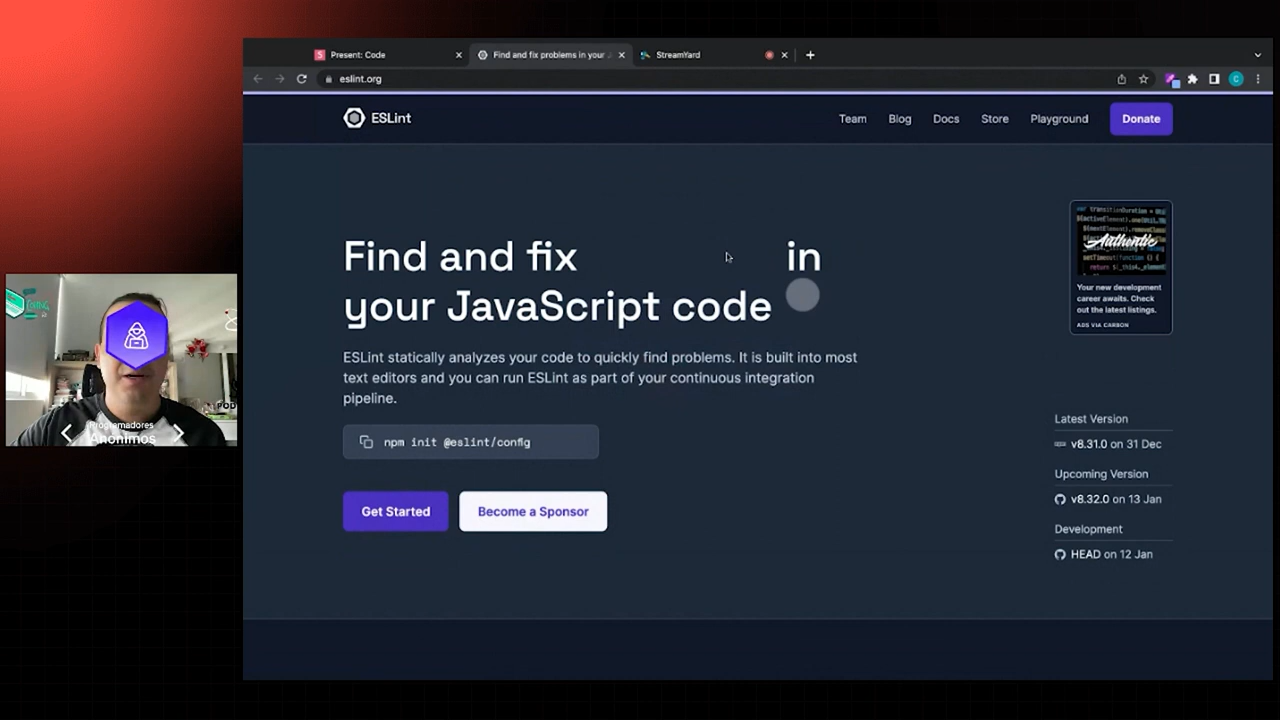 Present: Code
Find and fix problems in your J
StreamYard
eslint.org
ESLint
Team
Blog
Docs
Store
Playground
Donate
Find and fix in
your JavaScript code
ESLint statically analyzes your code to quickly find problems. It is built into most
text editors and you can run ESLint as part of your continuous integration
pipeline.
npm init @eslint/config
Get Started
Become a Sponsor
Authentic
Your new development
career awaits. Check
out the latest listings.
ADS VIA CARBON
Latest Version
v8.31.0 on 31 Dec
Upcoming Version
v8.32.0 on 13 Jan
Development
HEAD on 12 Jan
Programadores
Anónimos
POD